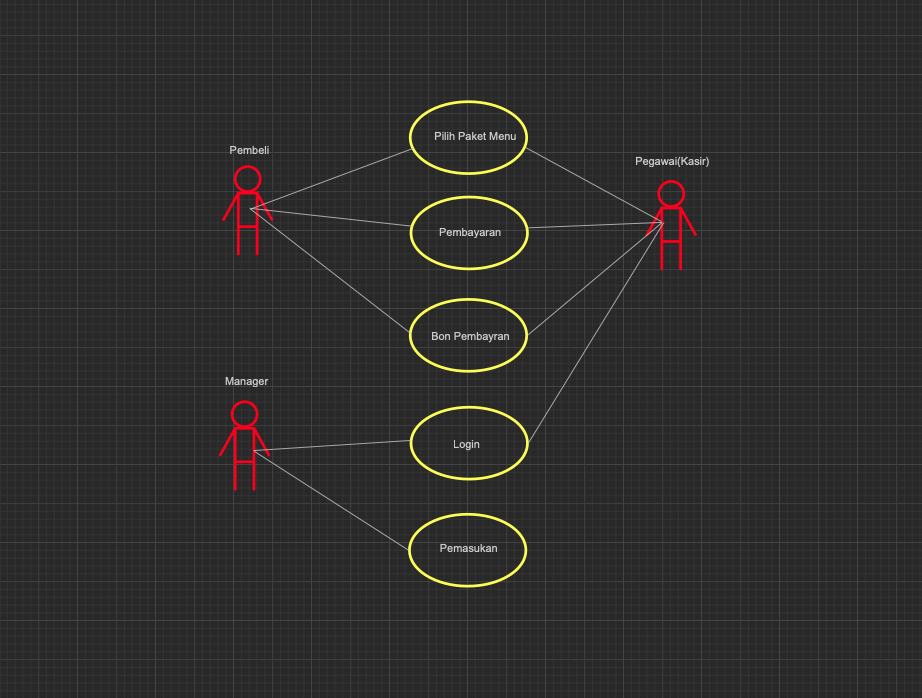 Pilih Paket Menu
Pembeli
Pegawai(Kasir)
Pembayaran
Bon Pembayran
Manager
Login
Pemasukan